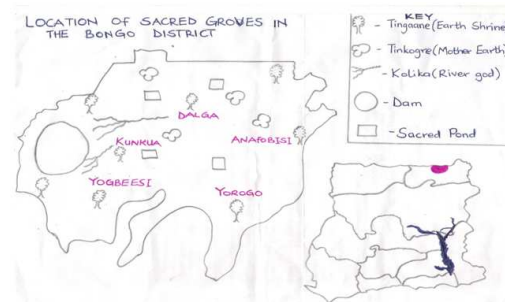 LOCATION OF SACRED GROVES IN
THE BONGO DISTRICT
KEY
- Tingaane (Earth Shrine
- Tinkogre (Mother Earth)
- Kolika (River god)
- Dam
- Sacred Pond
DALGA
KUNKUA
ANAFOBISI
YOGBEESI
YOROGO